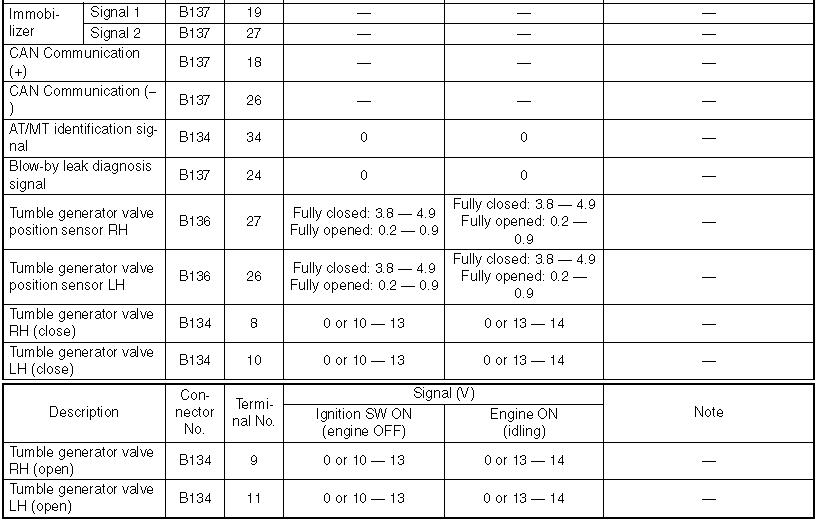 Immobi-
lizer
Signal 1 B137 19 — — —
Signal 2 B137 27 — — —
CAN Communication
(+)
B137 18 — — —
CAN Communication (–
)
B137 26 — — —
AT/MT identification sig-
nal
B134 34 0 0 —
Blow-by leak diagnosis
signal
B137 24 0 0 —
Tumble generator valve
position sensor RH
B136 27
Fully closed: 3.8 — 4.9
Fully opened: 0.2 — 0.9
Fully closed: 3.8 — 4.9
Fully opened: 0.2 —
0.9
—
Tumble generator valve
position sensor LH
B136 26
Fully closed: 3.8 — 4.9
Fully opened: 0.2 — 0.9
Fully closed: 3.8 — 4.9
Fully opened: 0.2 —
0.9
—
Tumble generator valve
RH (close)
B134 8 0 or 10 — 13 0 or 13 — 14 —
Tumble generator valve
LH (close)
B134 10 0 or 10 — 13 0 or 13 — 14 —
Description
Con-
nector
No.
Termi-
nal No.
Signal (V)
Ignition SW ON
(engine OFF)
Engine ON
(idling)
Note
Tumble generator valve
RH (open)
B134 9 0 or 10 — 13 0 or 13 — 14 —
Tumble generator valve
LH (open)
B134 11 0 or 10 — 13 0 or 13 — 14 —